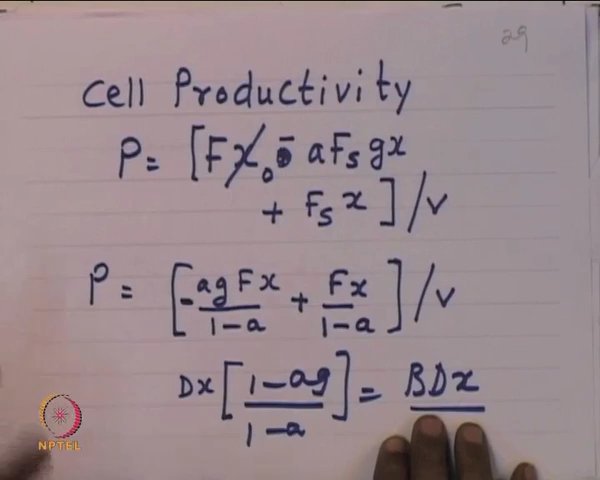 29
Cell Productivity
P = [Fx₀ - aFs gx
+ Fs x] / V
P = [-agFx/1-a + Fx/1-a] / V
Dx [1-ag/1-a] = BDx
NPTEL